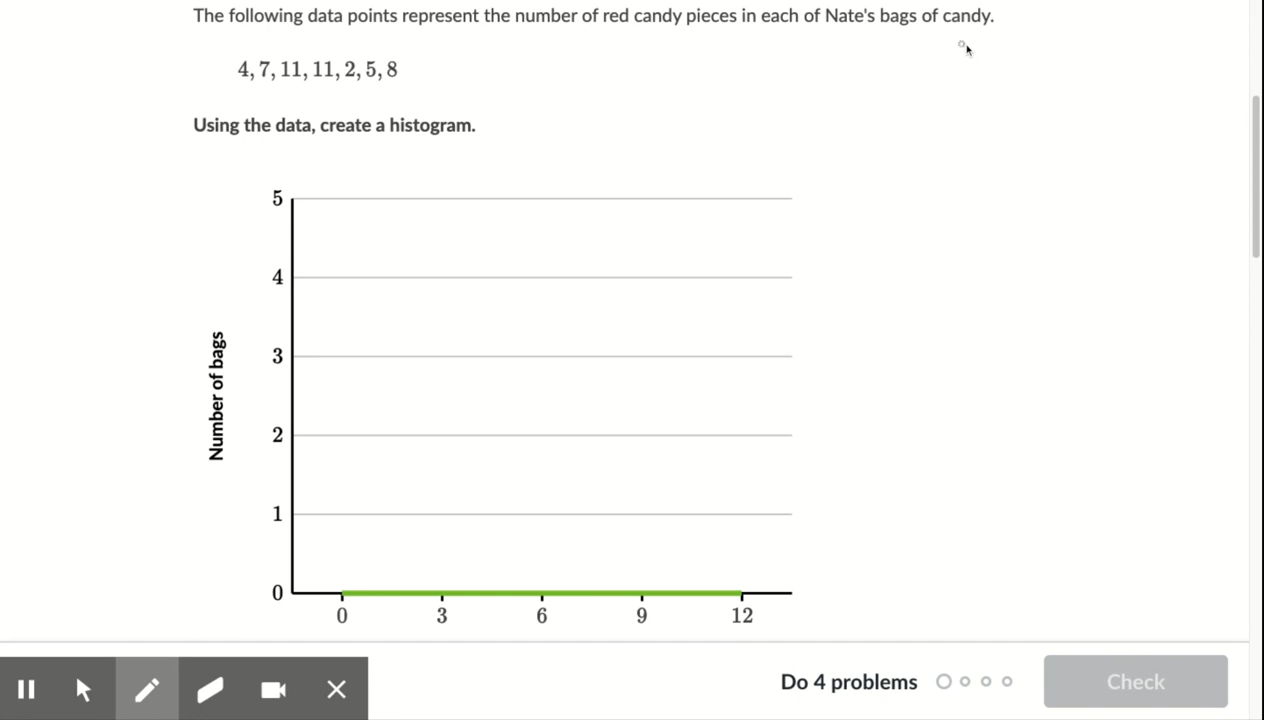 The following data points represent the number of red candy pieces in each of Nate's bags of candy.
4, 7, 11, 11, 2, 5, 8
Using the data, create a histogram.
5
4
3
2
1
0
Number of bags
0 3 6 9 12
Do 4 problems
Check